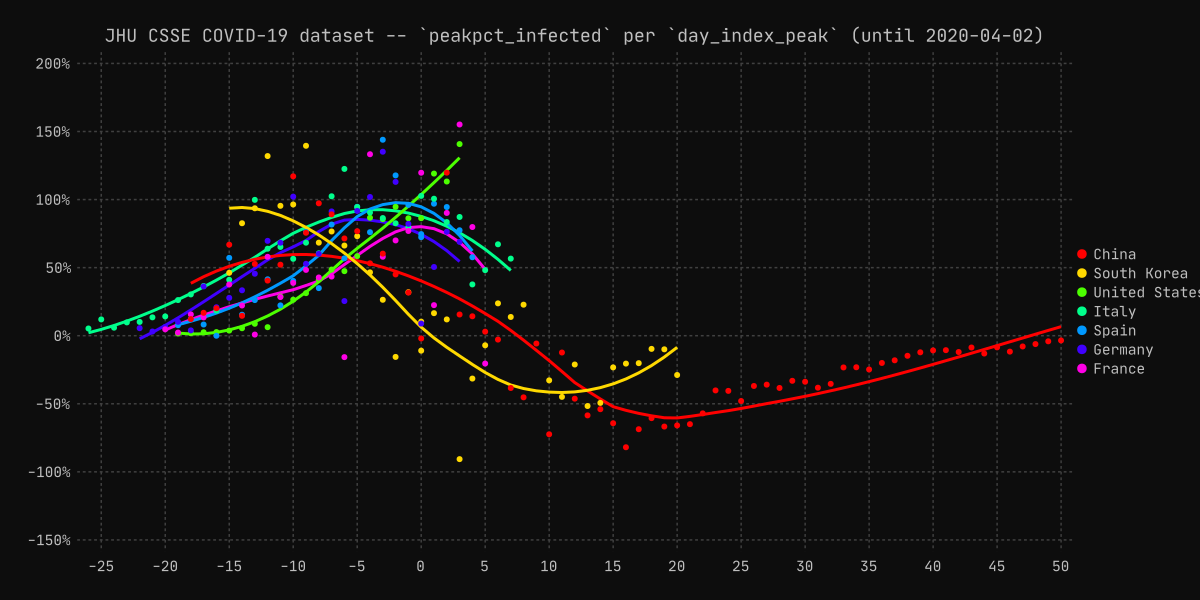 JHU CSSE COVID-19 dataset -- `peakpct_infected` per `day_index_peak` (until 2020-04-02)
200%
150%
100%
50%
0%
-50%
-100%
-150%
-25 -20 -15 -10 -5 0 5 10 15 20 25 30 35 40 45 50
China
South Korea
United States
Italy
Spain
Germany
France